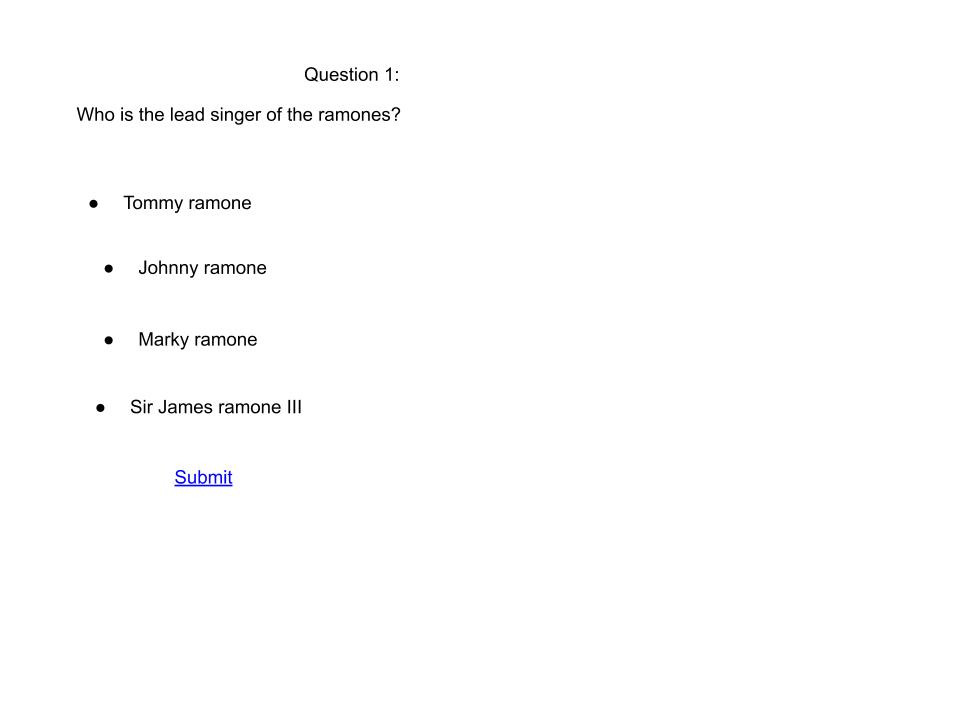 Question 1:
Who is the lead singer of the ramones?
● Tommy ramone
● Johnny ramone
● Marky ramone
● Sir James ramone III
Submit